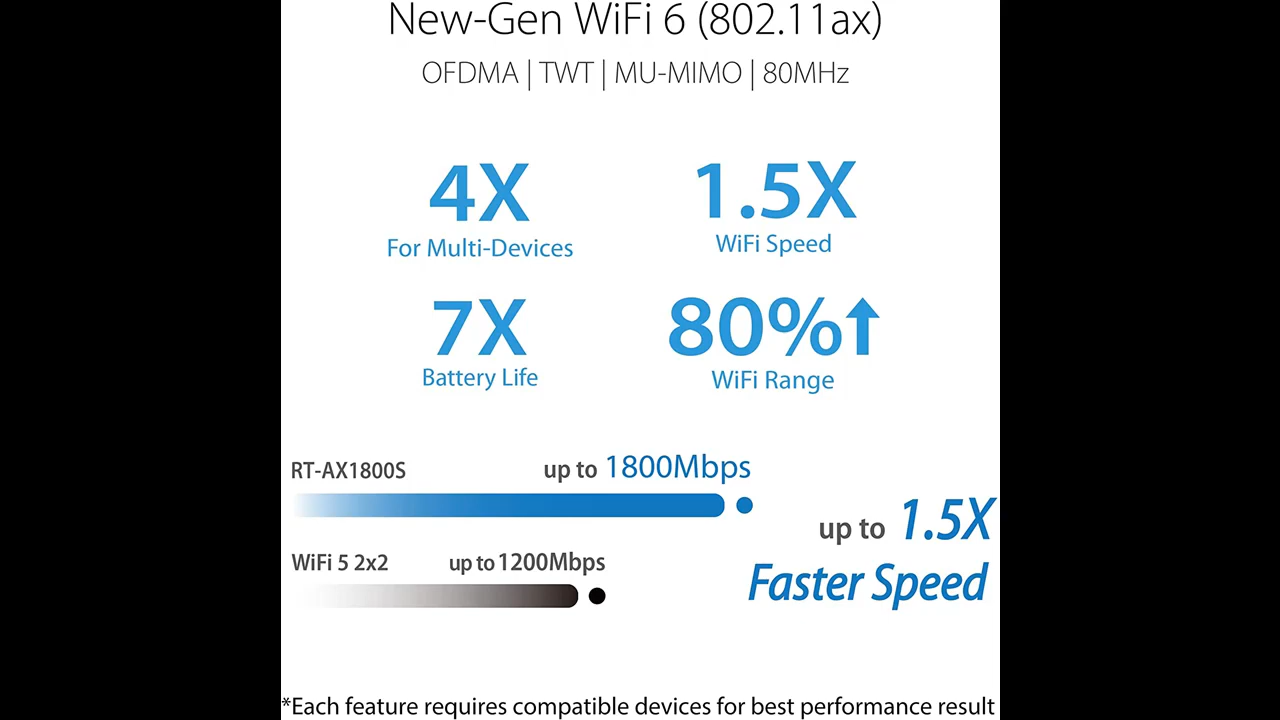 New-Gen WiFi 6 (802.11ax)
OFDMA | TWT | MU-MIMO | 80MHz
4X
For Multi-Devices
1.5X
WiFi Speed
7X
Battery Life
80%↑
WiFi Range
RT-AX1800S up to 1800Mbps
WiFi 5 2x2 up to 1200Mbps
up to 1.5X
Faster Speed
*Each feature requires compatible devices for best performance result